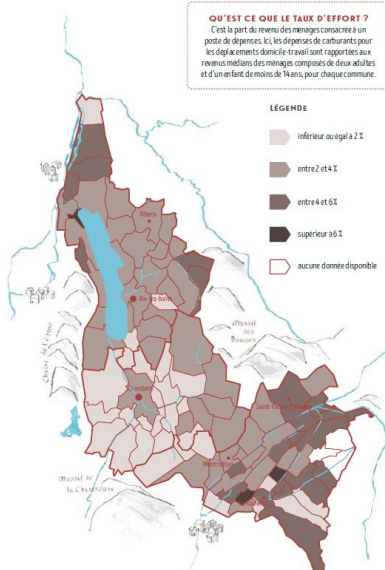 QU'EST CE QUE LE TAUX D'EFFORT ?
C'est la part du revenu des ménages consacrée à un
poste de dépenses. Ici, les dépenses de carburants pour
les déplacements domicile-travail sont rapportées aux
revenus médians des ménages composés de deux adultes
et d'un enfant de moins de 14 ans, pour chaque commune.
LÉGENDE
inférieur ou égal à 2 %
entre 2 et 4 %
entre 4 et 6%
supérieur à 6 %
aucune donnée disponible
Albens
Aix-les-bains
Massif
des
Bauges
Chaîne de l'Épine
Chambéry
Saint-Pierre d'Albigny
Montmélian
Massif de
la Chartreuse